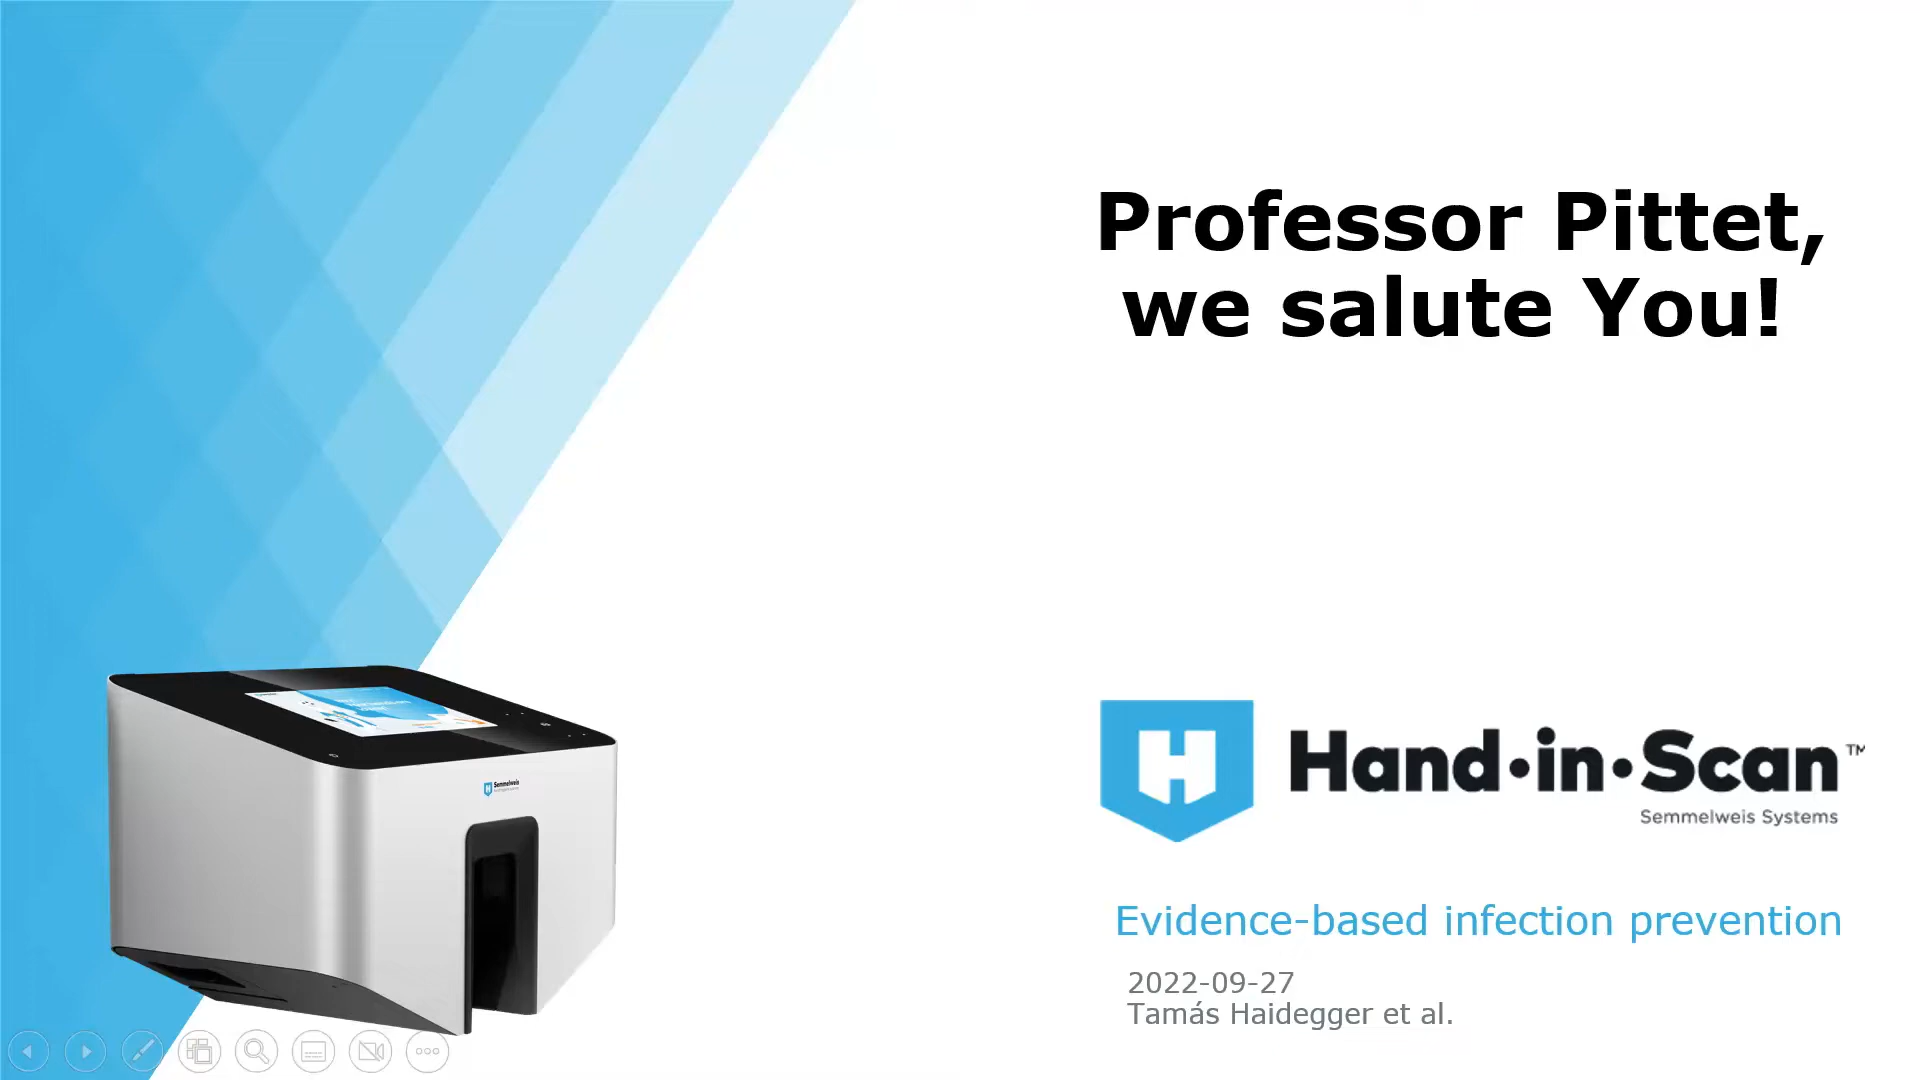 Professor Pittet,
we salute You!
Hand·in·Scan™
Semmelweis Systems
Evidence-based infection prevention
2022-09-27
Tamás Haidegger et al.
Semmelweis